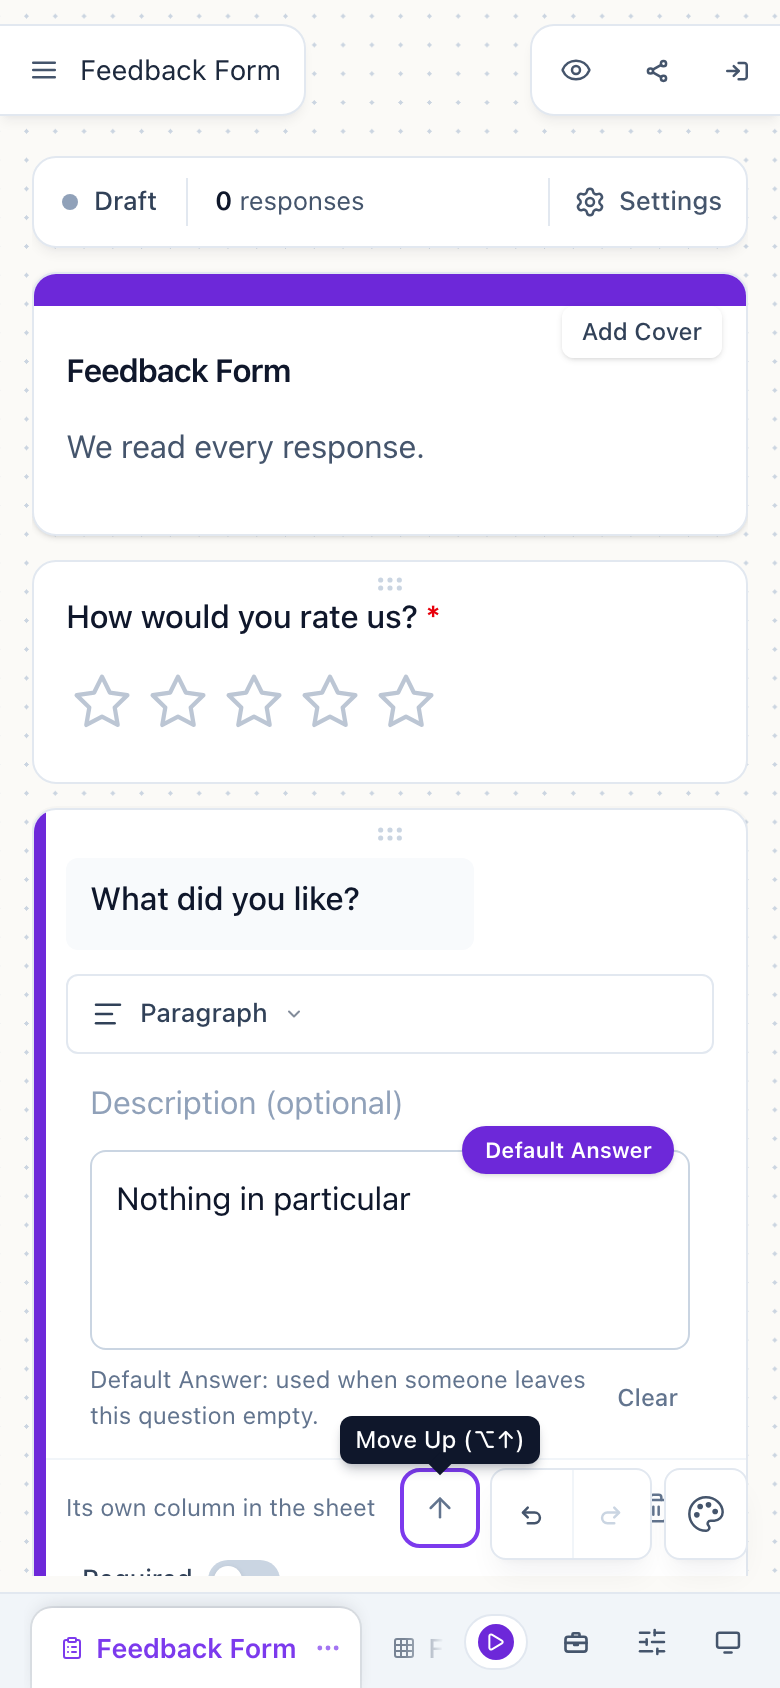 Feedback Form
Draft
0 responses
Settings
Add Cover
Feedback Form
We read every response.
How would you rate us? *
What did you like?
Paragraph
Description (optional)
Default Answer
Nothing in particular
Default Answer: used when someone leaves
this question empty.
Clear
Move Up (⌥↑)
Its own column in the sheet
Required
Feedback Form